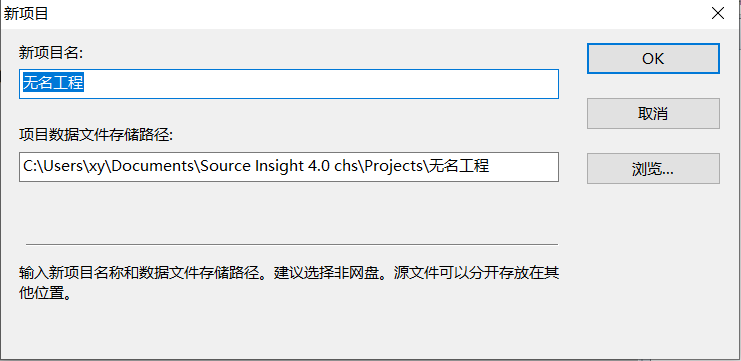 新项目
新项目名:
OK
无名工程
取消
项目数据文件存储路径:
C:\Users\xy\Documents\Source Insight 4.0 chs\Projects\无名工程
浏览...
输入新项目名称和数据文件存储路径。建议选择非网盘。源文件可以分开存放在其
他位置。